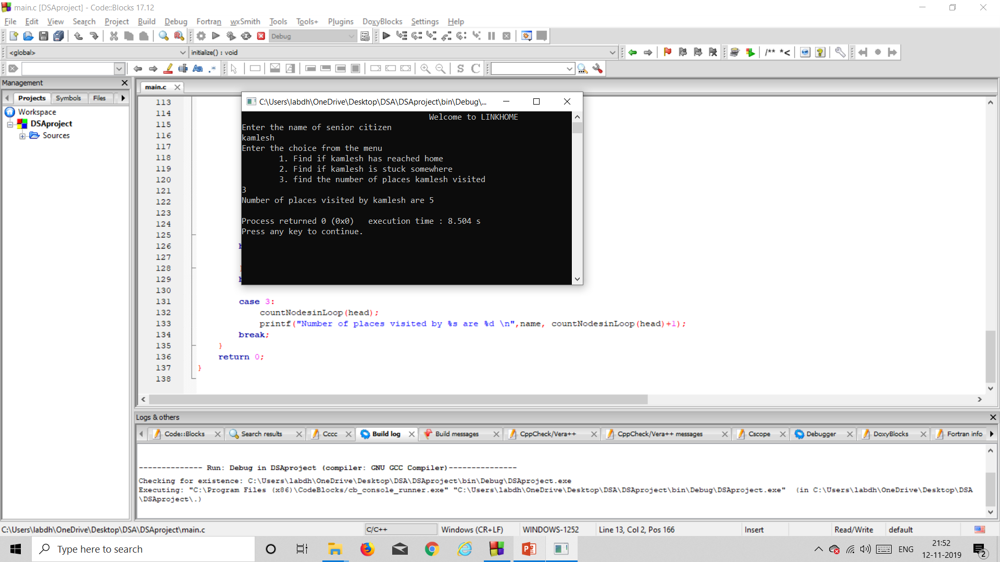 main.c [DSAproject] - Code::Blocks 17.12
File Edit View Search Project Build Debug Fortran wxSmith Tools Tools+ Plugins DoxyBlocks Settings Help
Debug
<global> initialize() : void
/** *<
Management
main.c
Projects Symbols Files
Workspace
DSAproject
Sources
C:\Users\labdh\OneDrive\Desktop\DSA\DSAproject\bin\Debug\...
Welcome to LINKHOME
Enter the name of senior citizen
kamlesh
Enter the choice from the menu
1. Find if kamlesh has reached home
2. Find if kamlesh is stuck somewhere
3. find the number of places kamlesh visited
3
Number of places visited by kamlesh are 5
Process returned 0 (0x0)   execution time : 8.504 s
Press any key to continue.
113
114
115
116
117
118
119
120
121
122
123
124
125
126
127
128
129
130
131 case 3:
132 countNodesinLoop(head);
133 printf("Number of places visited by %s are %d \n",name, countNodesinLoop(head)+1);
134 break;
135 }
136 return 0;
137 }
138
Logs & others
Code::Blocks Search results Cccc Build log Build messages CppCheck/Vera++ CppCheck/Vera++ messages Cscope Debugger DoxyBlocks Fortran info
-------------- Run: Debug in DSAproject (compiler: GNU GCC Compiler)---------------
Checking for existence: C:\Users\labdh\OneDrive\Desktop\DSA\DSAproject\bin\Debug\DSAproject.exe
Executing: "C:\Program Files (x86)\CodeBlocks/cb_console_runner.exe" "C:\Users\labdh\OneDrive\Desktop\DSA\DSAproject\bin\Debug\DSAproject.exe"  (in C:\Users\labdh\OneDrive\Desktop\DSA
\DSAproject\.)
C:\Users\labdh\OneDrive\Desktop\DSA\DSAproject\main.c C/C++ Windows (CR+LF) WINDOWS-1252 Line 13, Col 2, Pos 166 Insert Read/Write default
Type here to search
ENG
21:52
12-11-2019
2